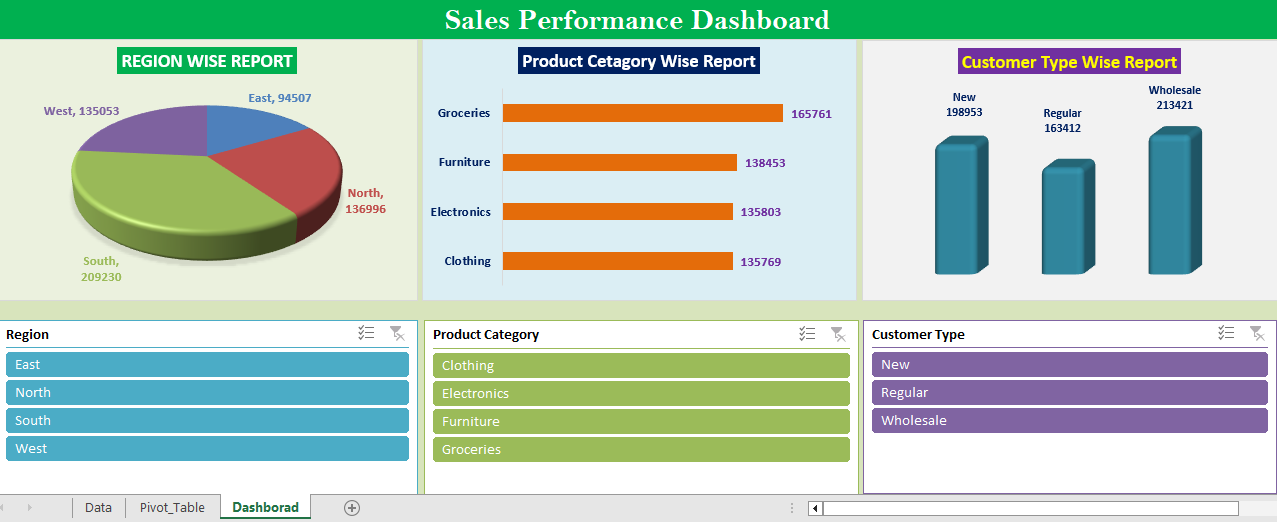 Sales Performance Dashboard
REGION WISE REPORT
West, 135053
East, 94507
North,
136996
South,
209230
Product Cetagory Wise Report
Groceries
165761
Furniture
138453
Electronics
135803
Clothing
135769
Customer Type Wise Report
New
198953
Regular
163412
Wholesale
213421
Region
East
North
South
West
Product Category
Clothing
Electronics
Furniture
Groceries
Customer Type
New
Regular
Wholesale
Data
Pivot_Table
Dashborad